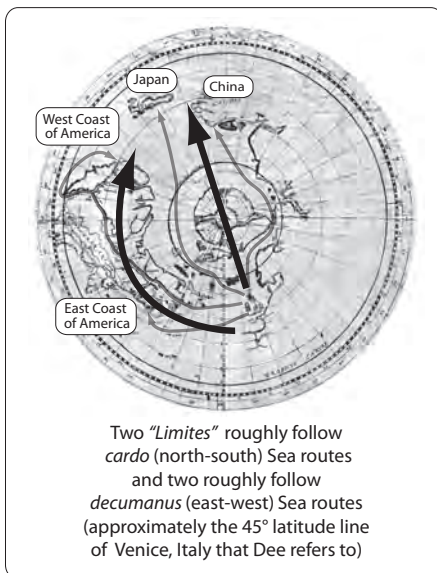 Japan
China
West Coast
of America
East Coast
of America
Two "Limites" roughly follow
cardo (north-south) Sea routes
and two roughly follow
decumanus (east-west) Sea routes
(approximately the 45° latitude line
of Venice, Italy that Dee refers to)